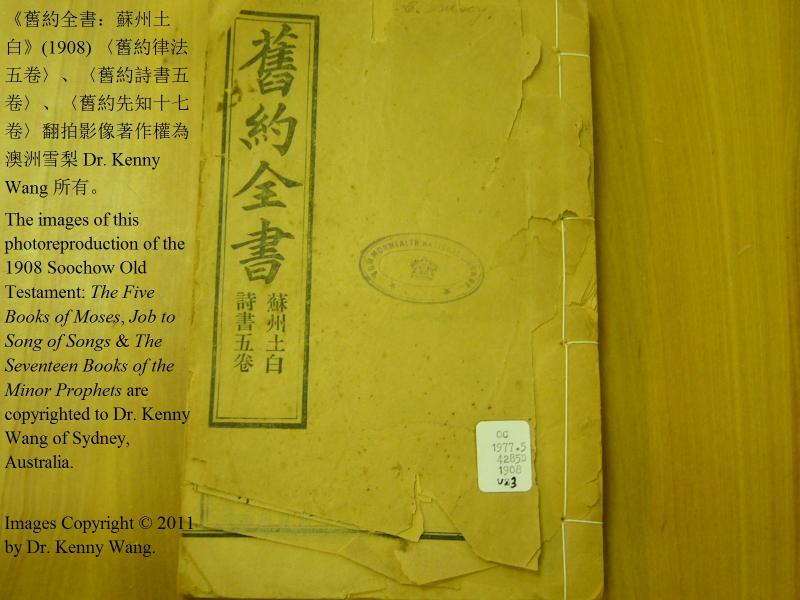 《舊約全書：蘇州土
白》(1908) 〈舊約律法
五卷〉、〈舊約詩書五
卷〉、〈舊約先知十七
卷〉翻拍影像著作權為
澳洲雪梨 Dr. Kenny
Wang 所有。
The images of this
photoreproduction of the
1908 Soochow Old
Testament: The Five
Books of Moses, Job to
Song of Songs & The
Seventeen Books of the
Minor Prophets are
copyrighted to Dr. Kenny
Wang of Sydney,
Australia.
Images Copyright © 2011
by Dr. Kenny Wang.
舊約全書
蘇州土白
詩書五卷
COMMONWEALTH NATIONAL LIBRARY
OC
1977.5
4285D
1908
V.3